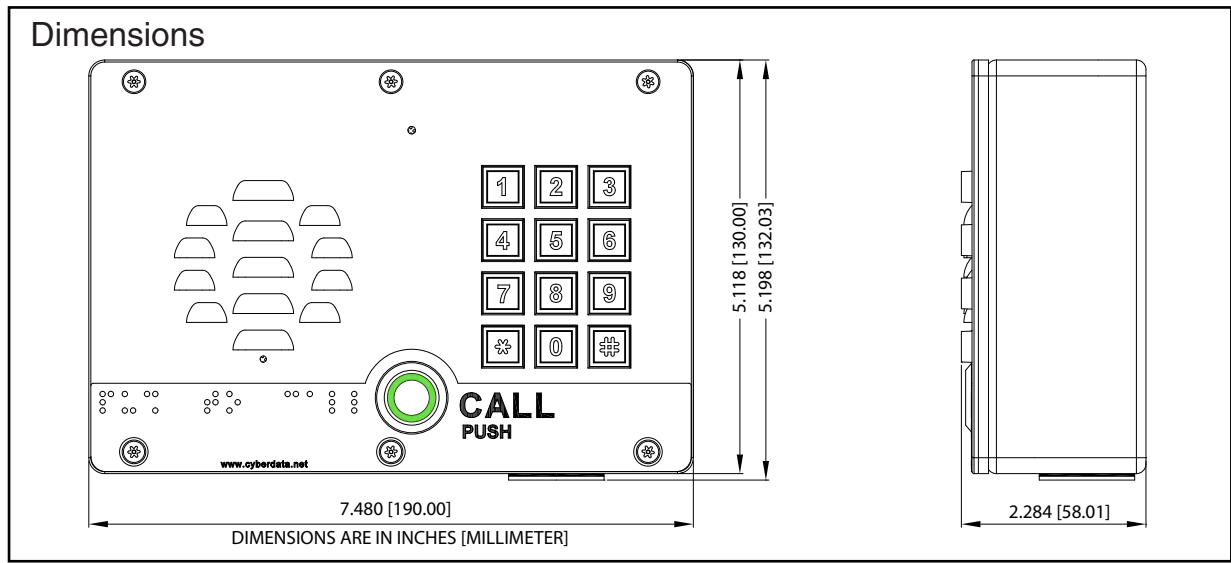 Dimensions
1 2 3
4 5 6
7 8 9
* 0 #
5.118 [130.00]
5.198 [132.03]
CALL
PUSH
www.cyberdata.net
7.480 [190.00]
DIMENSIONS ARE IN INCHES [MILLIMETER]
2.284 [58.01]